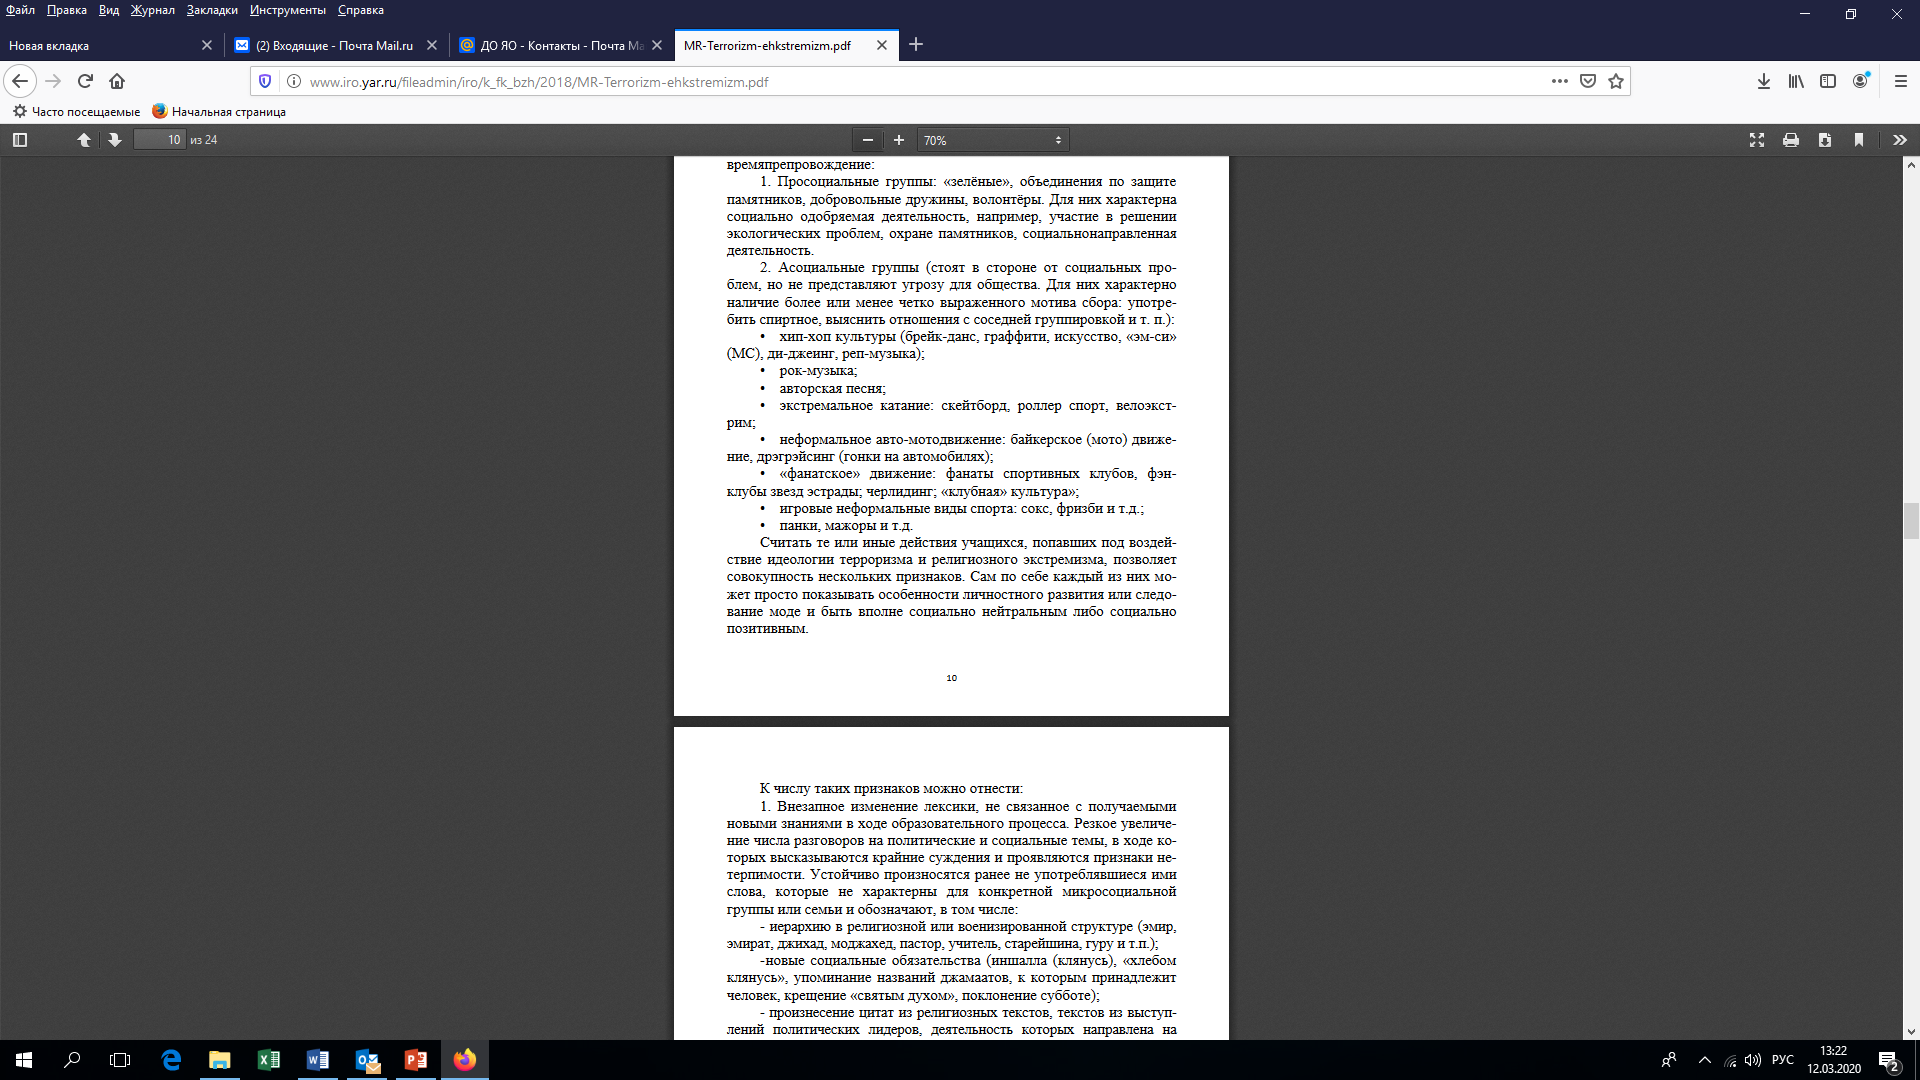 Файл Правка Вид Журнал Закладки Инструменты Справка
Новая вкладка
(2) Входящие - Почта Mail.ru
ДО ЯО - Контакты - Почта Ma
MR-Terrorizm-ehkstremizm.pdf
www.iro.yar.ru/fileadmin/iro/k_fk_bzh/2018/MR-Terrorizm-ehkstremizm.pdf
Часто посещаемые Начальная страница
10 из 24
70%
времяпрепровождение:
1. Просоциальные группы: «зелёные», объединения по защите
памятников, добровольные дружины, волонтёры. Для них характерна
социально одобряемая деятельность, например, участие в решении
экологических проблем, охране памятников, социальнонаправленная
деятельность.
2. Асоциальные группы (стоят в стороне от социальных про-
блем, но не представляют угрозу для общества. Для них характерно
наличие более или менее четко выраженного мотива сбора: употре-
бить спиртное, выяснить отношения с соседней группировкой и т. п.):
• хип-хоп культуры (брейк-данс, граффити, искусство, «эм-си»
(МС), ди-джеинг, реп-музыка);
• рок-музыка;
• авторская песня;
• экстремальное катание: скейтборд, роллер спорт, велоэкст-
рим;
• неформальное авто-мотодвижение: байкерское (мото) движе-
ние, дрэгрэйсинг (гонки на автомобилях);
• «фанатское» движение: фанаты спортивных клубов, фэн-
клубы звезд эстрады; черлидинг; «клубная» культура»;
• игровые неформальные виды спорта: сокс, фризби и т.д.;
• панки, мажоры и т.д.
Считать те или иные действия учащихся, попавших под воздей-
ствие идеологии терроризма и религиозного экстремизма, позволяет
совокупность нескольких признаков. Сам по себе каждый из них мо-
жет просто показывать особенности личностного развития или следо-
вание моде и быть вполне социально нейтральным либо социально
позитивным.
10
К числу таких признаков можно отнести:
1. Внезапное изменение лексики, не связанное с получаемыми
новыми знаниями в ходе образовательного процесса. Резкое увеличе-
ние числа разговоров на политические и социальные темы, в ходе ко-
торых высказываются крайние суждения и проявляются признаки не-
терпимости. Устойчиво произносятся ранее не употреблявшиеся ими
слова, которые не характерны для конкретной микросоциальной
группы или семьи и обозначают, в том числе:
- иерархию в религиозной или военизированной структуре (эмир,
эмират, джихад, моджахед, пастор, учитель, старейшина, гуру и т.п.);
-новые социальные обязательства (иншалла (клянусь), «хлебом
клянусь», упоминание названий джамаатов, к которым принадлежит
человек, крещение «святым духом», поклонение субботе);
- произнесение цитат из религиозных текстов, текстов из выступ-
лений политических лидеров, деятельность которых направлена на
РУС
13:22
12.03.2020
2